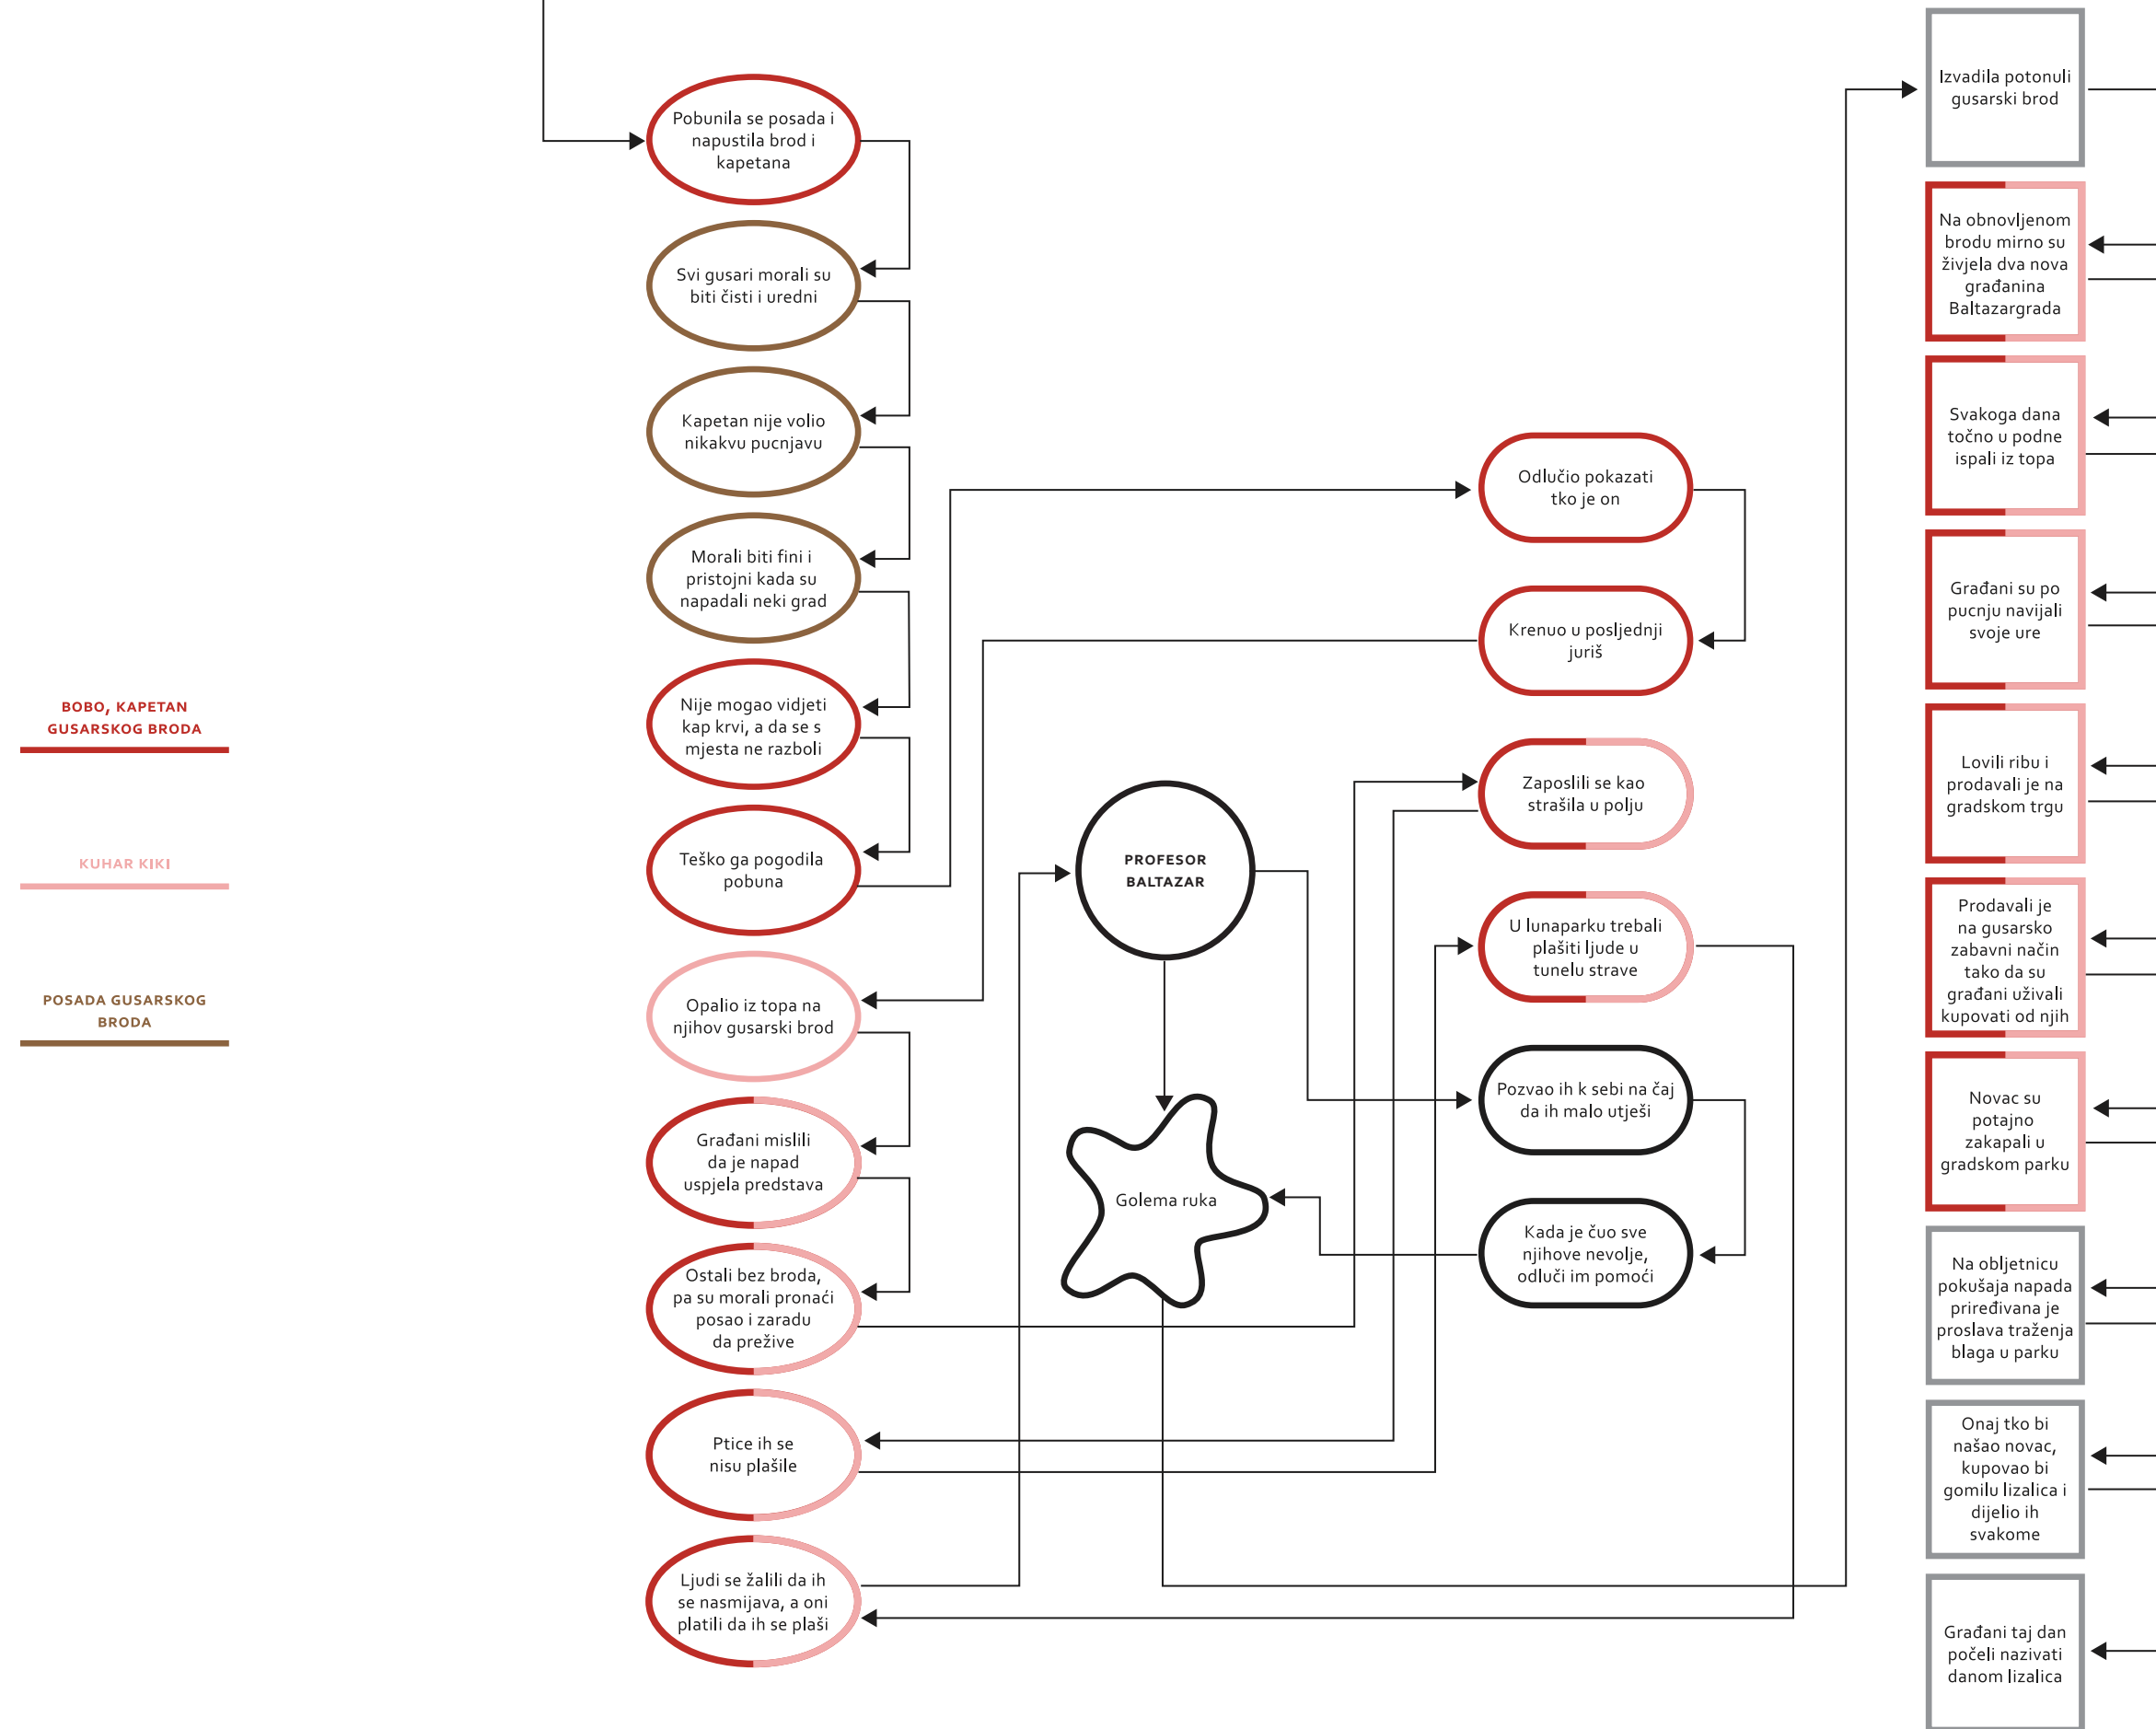 BOBO, KAPETAN
GUSARSKOG BRODA
KUHAR KIKI
POSADA GUSARSKOG
BRODA
Pobunila se posada i
napustila brod i
kapetana
Svi gusari morali su
biti čisti i uredni
Kapetan nije volio
nikakvu pucnjavu
Morali biti fini i
pristojni kada su
napadali neki grad
Nije mogao vidjeti
kap krvi, a da se s
mjesta ne razboli
Teško ga pogodila
pobuna
Opalio iz topa na
njihov gusarski brod
Građani mislili
da je napad
uspjela predstava
Ostali bez broda,
pa su morali pronaći
posao i zaradu
da prežive
Ptice ih se
nisu plašile
Ljudi se žalili da ih
se nasmijava, a oni
platili da ih se plaši
PROFESOR
BALTAZAR
Golema ruka
Odlučio pokazati
tko je on
Krenuo u posljednji
juriš
Zaposlili se kao
strašila u polju
U lunaparku trebali
plašiti ljude u
tunelu strave
Pozvao ih k sebi na čaj
da ih malo utješi
Kada je čuo sve
njihove nevolje,
odluči im pomoći
Izvadila potonuli
gusarski brod
Na obnovljenom
brodu mirno su
živjela dva nova
građanina
Baltazargrada
Svakoga dana
točno u podne
ispali iz topa
Građani su po
pucnju navijali
svoje ure
Lovili ribu i
prodavali je na
gradskom trgu
Prodavali je
na gusarsko
zabavni način
tako da su
građani uživali
kupovati od njih
Novac su
potajno
zakapali u
gradskom parku
Na obljetnicu
pokušaja napada
priređivana je
proslava traženja
blaga u parku
Onaj tko bi
našao novac,
kupovao bi
gomilu lizalica i
dijelio ih
svakome
Građani taj dan
počeli nazivati
danom lizalica